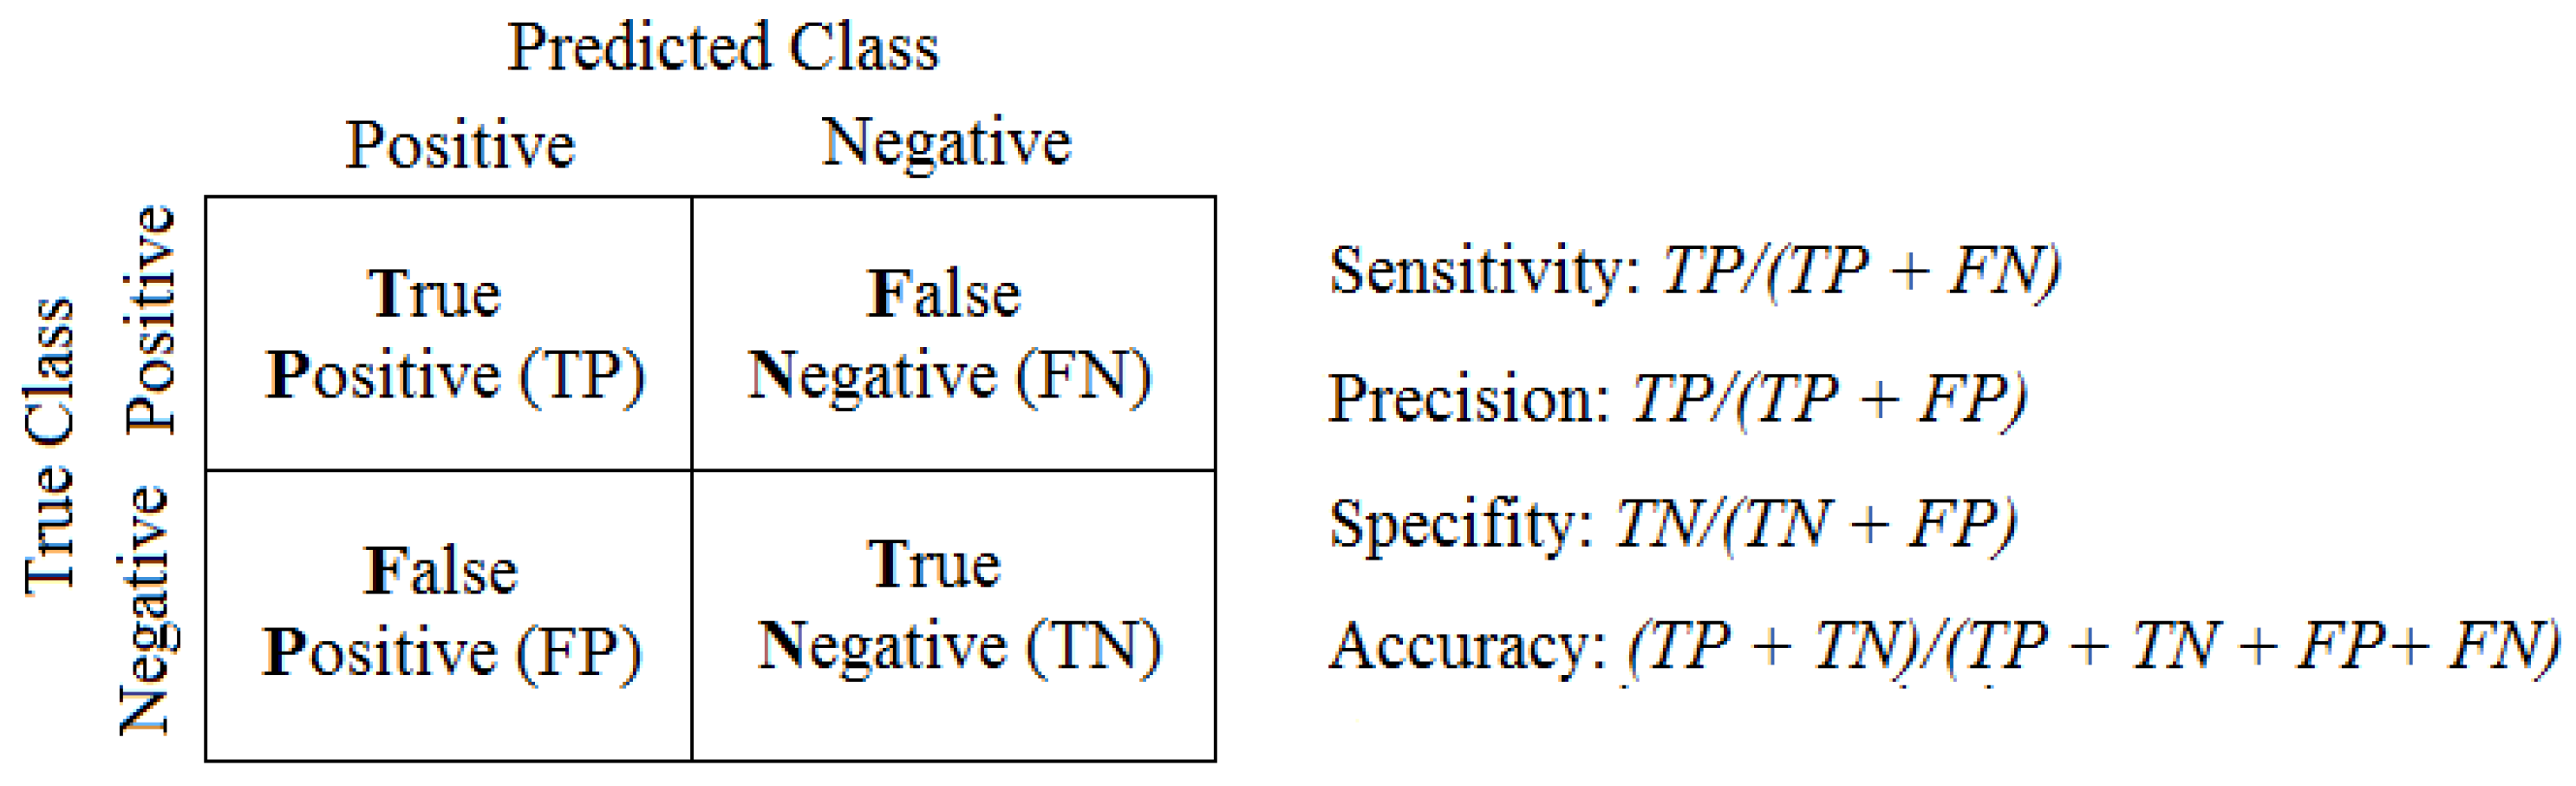 Predicted Class
Positive Negative
True Class
Positive
Negative
True
Positive (TP)
False
Negative (FN)
False
Positive (FP)
True
Negative (TN)
Sensitivity: TP/(TP + FN)
Precision: TP/(TP + FP)
Specifity: TN/(TN + FP)
Accuracy: (TP + TN)/(TP + TN + FP+ FN)